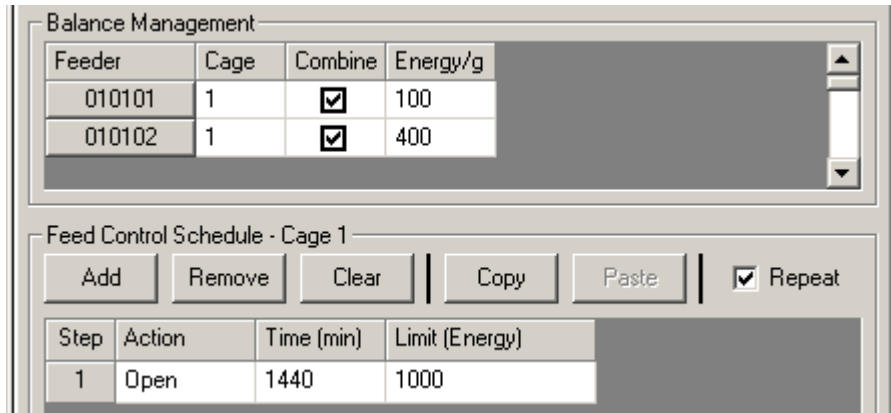 Balance Management
Feeder Cage Combine Energy/g
010101 1 100
010102 1 400
Feed Control Schedule - Cage 1
Add Remove Clear Copy Paste Repeat
Step Action Time (min) Limit (Energy)
1 Open 1440 1000